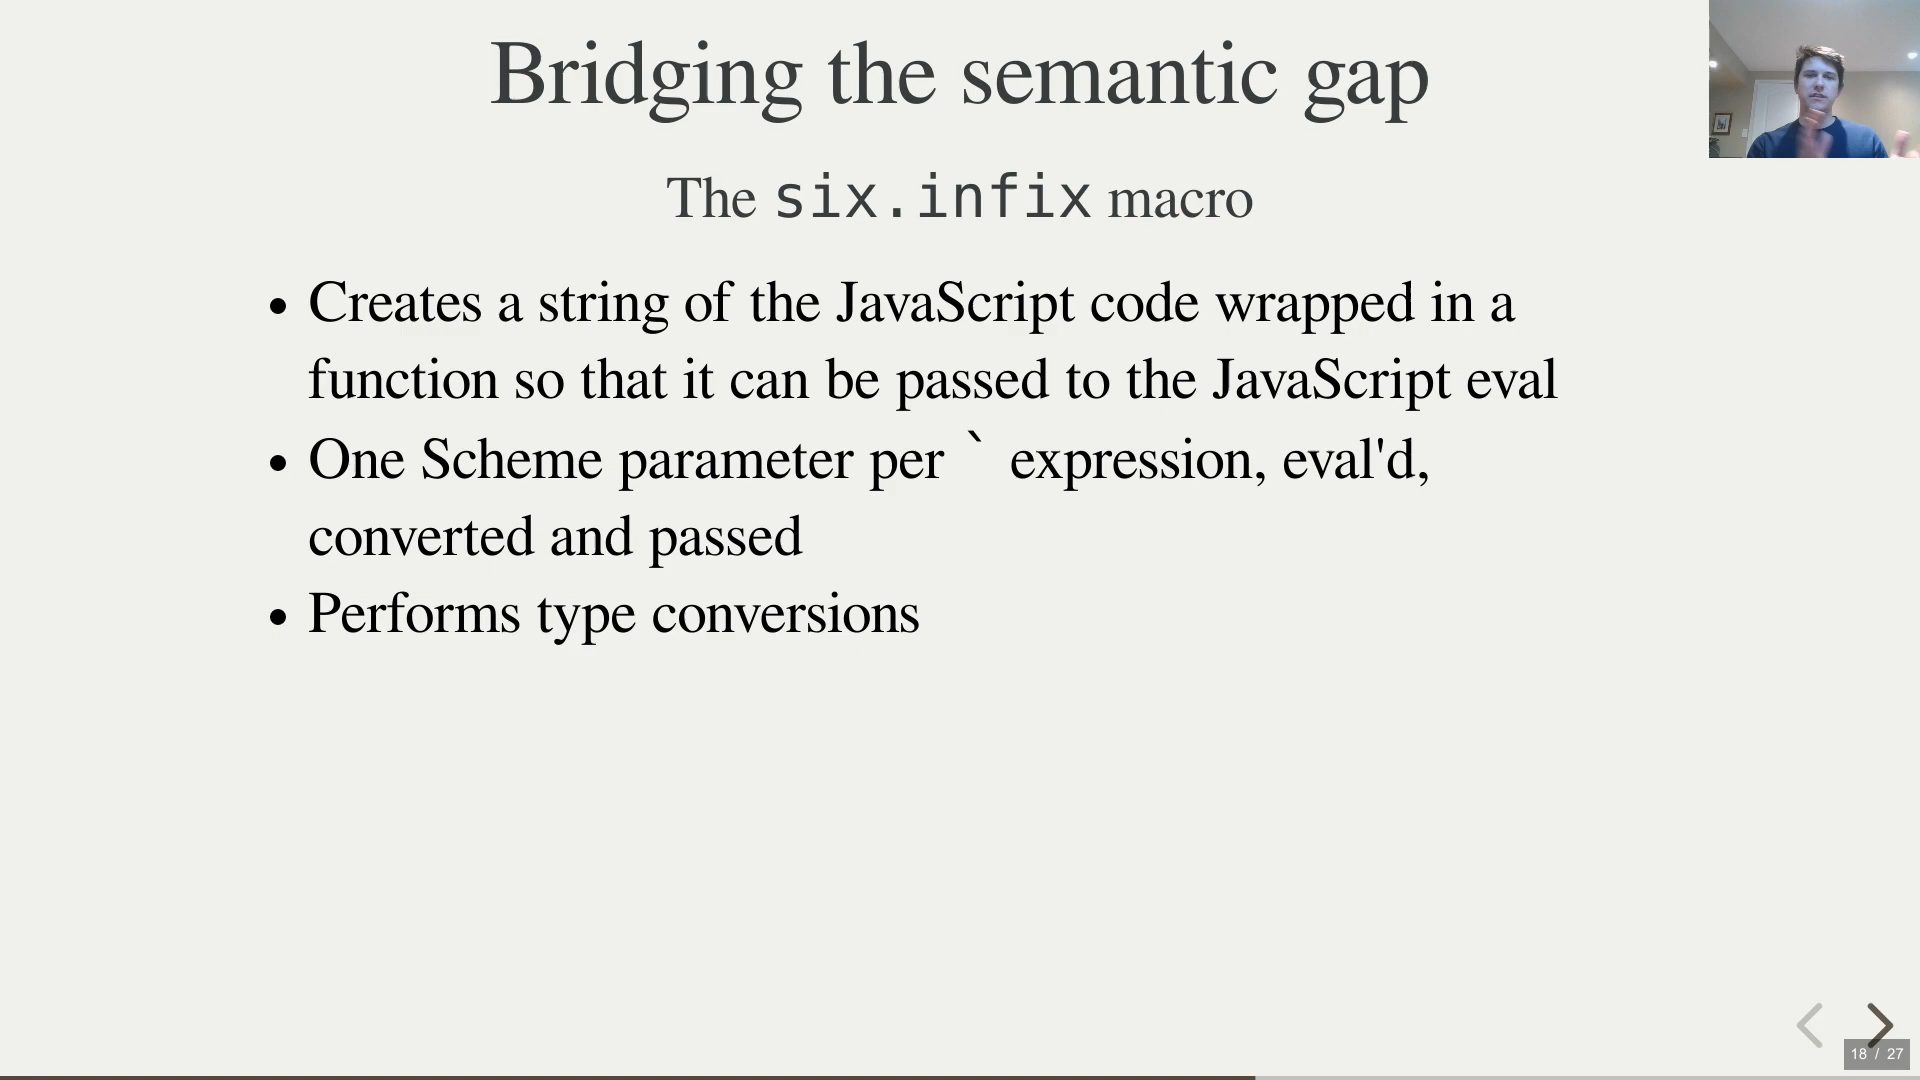 Bridging the semantic gap
The six.infix macro
• Creates a string of the JavaScript code wrapped in a
function so that it can be passed to the JavaScript eval
• One Scheme parameter per ` expression, eval'd,
converted and passed
• Performs type conversions
18 / 27